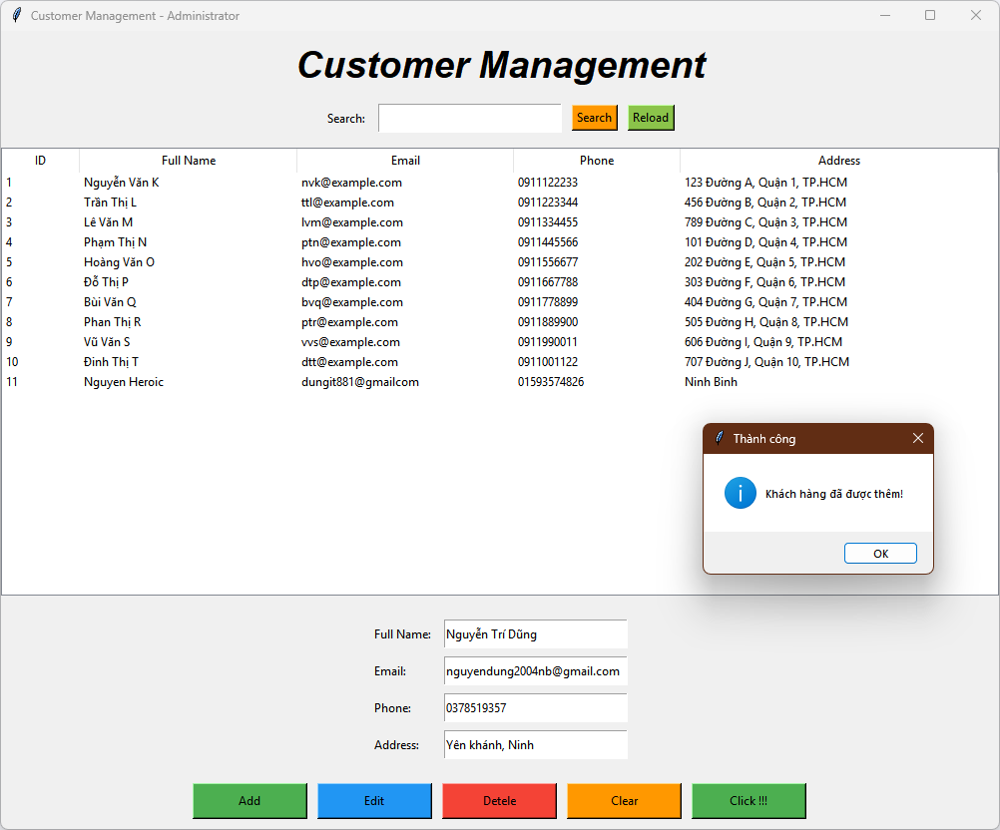 Customer Management - Administrator
Customer Management
Search: Search Reload
ID Full Name Email Phone Address
1 Nguyễn Văn K nvk@example.com 0911122233 123 Đường A, Quận 1, TP.HCM
2 Trần Thị L ttl@example.com 0911223344 456 Đường B, Quận 2, TP.HCM
3 Lê Văn M lvm@example.com 0911334455 789 Đường C, Quận 3, TP.HCM
4 Phạm Thị N ptn@example.com 0911445566 101 Đường D, Quận 4, TP.HCM
5 Hoàng Văn O hvo@example.com 0911556677 202 Đường E, Quận 5, TP.HCM
6 Đỗ Thị P dtp@example.com 0911667788 303 Đường F, Quận 6, TP.HCM
7 Bùi Văn Q bvq@example.com 0911778899 404 Đường G, Quận 7, TP.HCM
8 Phan Thị R ptr@example.com 0911889900 505 Đường H, Quận 8, TP.HCM
9 Vũ Văn S vvs@example.com 0911990011 606 Đường I, Quận 9, TP.HCM
10 Đinh Thị T dtt@example.com 0911001122 707 Đường J, Quận 10, TP.HCM
11 Nguyen Heroic dungit881@gmailcom 01593574826 Ninh Binh
Thành công
Khách hàng đã được thêm!
OK
Full Name: Nguyễn Trí Dũng
Email: nguyendung2004nb@gmail.com
Phone: 0378519357
Address: Yên khánh, Ninh
Add Edit Detele Clear Click !!!